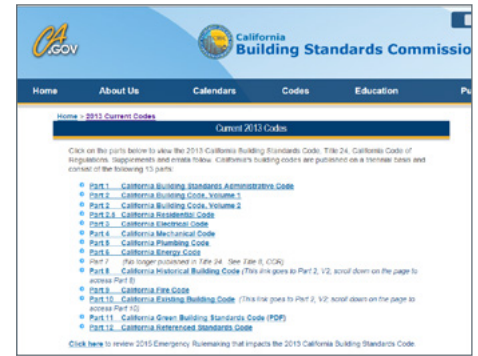 CA
.GOV
California
Building Standards Commissio
Home About Us Calendars Codes Education Pu
Home > 2013 Current Codes
Current 2013 Codes
Click on the parts below to view the 2013 California Building Standards Code, Title 24, California Code of
Regulations. Supplements and errata follow. California's building codes are published on a triennial basis and
consist of the following 13 parts:
Part 1 California Building Standards Administrative Code
Part 2 California Building Code, Volume 1
Part 2 California Building Code, Volume 2
Part 2.5 California Residential Code
Part 3 California Electrical Code
Part 4 California Mechanical Code
Part 5 California Plumbing Code
Part 6 California Energy Code
Part 7 (No longer published in Title 24. See Title 8, CCR)
Part 8 California Historical Building Code (This link goes to Part 2, V2; scroll down on the page to
access Part 8)
Part 9 California Fire Code
Part 10 California Existing Building Code (This link goes to Part 2, V2; scroll down on the page to
access Part 10)
Part 11 California Green Building Standards Code (PDF)
Part 12 California Referenced Standards Code
Click here to review 2015 Emergency Rulemaking that impacts the 2013 California Building Standards Code.